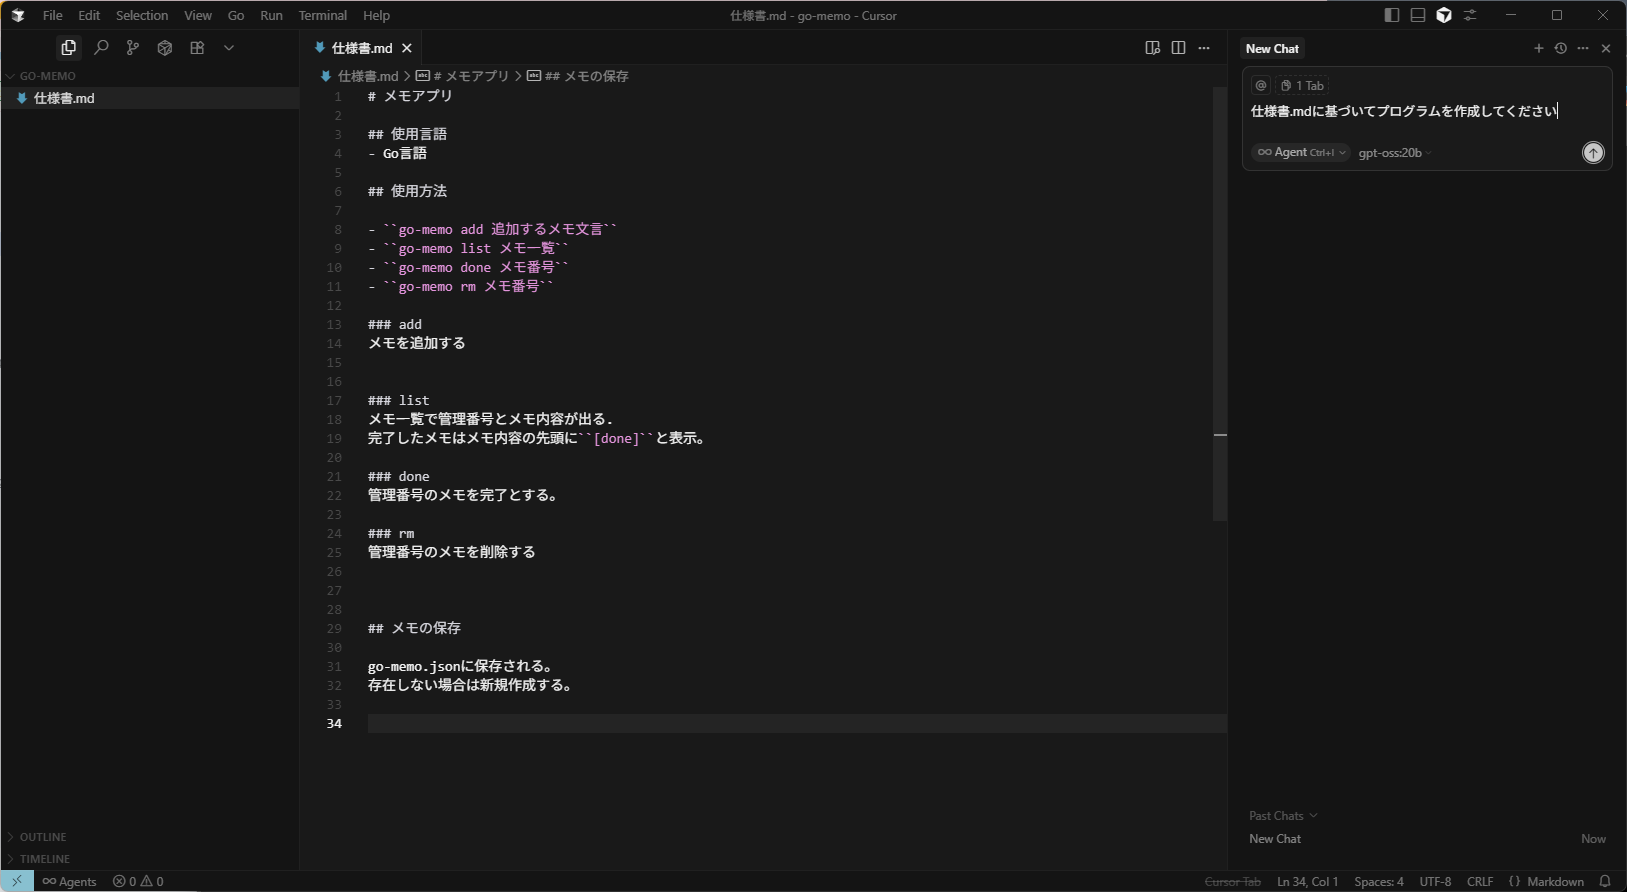 File Edit Selection View Go Run Terminal Help
仕様書.md - go-memo - Cursor
GO-MEMO
仕様書.md
仕様書.md
仕様書.md > # メモアプリ > ## メモの保存
1 # メモアプリ
2
3 ## 使用言語
4 - Go言語
5
6 ## 使用方法
7
8 - ``go-memo add 追加するメモ文言``
9 - ``go-memo list メモ一覧``
10 - ``go-memo done メモ番号``
11 - ``go-memo rm メモ番号``
12
13 ### add
14 メモを追加する
15
16
17 ### list
18 メモ一覧で管理番号とメモ内容が出る.
19 完了したメモはメモ内容の先頭に``[done]``と表示。
20
21 ### done
22 管理番号のメモを完了とする。
23
24 ### rm
25 管理番号のメモを削除する
26
27
28
29 ## メモの保存
30
31 go-memo.jsonに保存される。
32 存在しない場合は新規作成する。
33
34
New Chat
@ 1 Tab
仕様書.mdに基づいてプログラムを作成してください
Agent Ctrl+I gpt-oss:20b
Past Chats
New Chat Now
OUTLINE
TIMELINE
Agents 0 0
Cursor Tab Ln 34, Col 1 Spaces: 4 UTF-8 CRLF {} Markdown